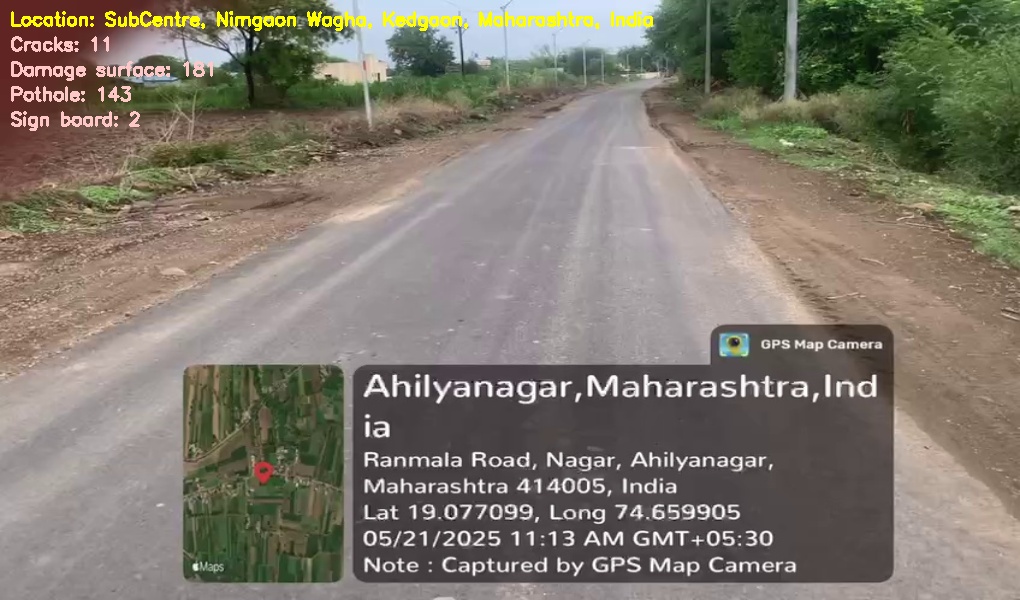 Location: SubCentre, Nimgaon Wagha, Kedgaon, Maharashtra, India
Cracks: 11
Damage surface: 181
Pothole: 143
Sign board: 2
GPS Map Camera
Ahilyanagar,Maharashtra,Ind
ia
Ranmala Road, Nagar, Ahilyanagar,
Maharashtra 414005, India
Lat 19.077099, Long 74.659905
05/21/2025 11:13 AM GMT+05:30
Note : Captured by GPS Map Camera
Maps